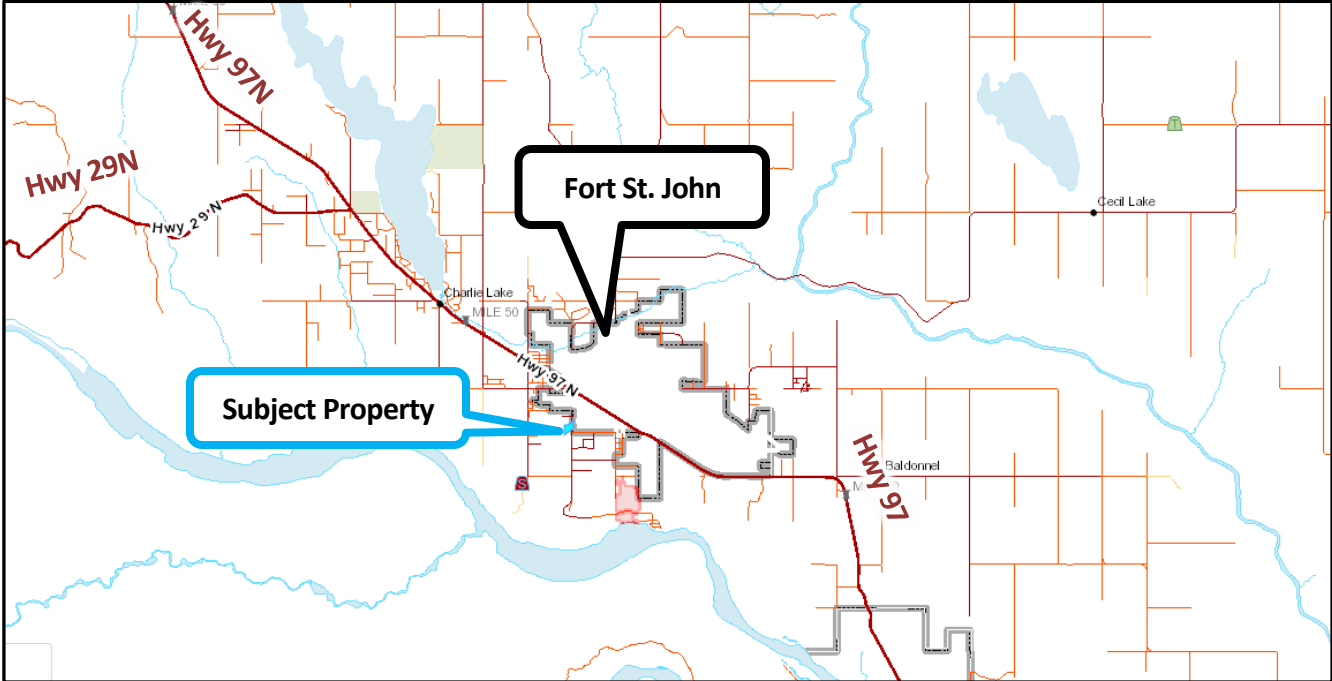 Hwy 97N
Hwy 29N
Hwy 29 N
Fort St. John
Cecil Lake
Charlie Lake
MILE 50
Hwy 97 N
Subject Property
Hwy 97
Baldonnel
S